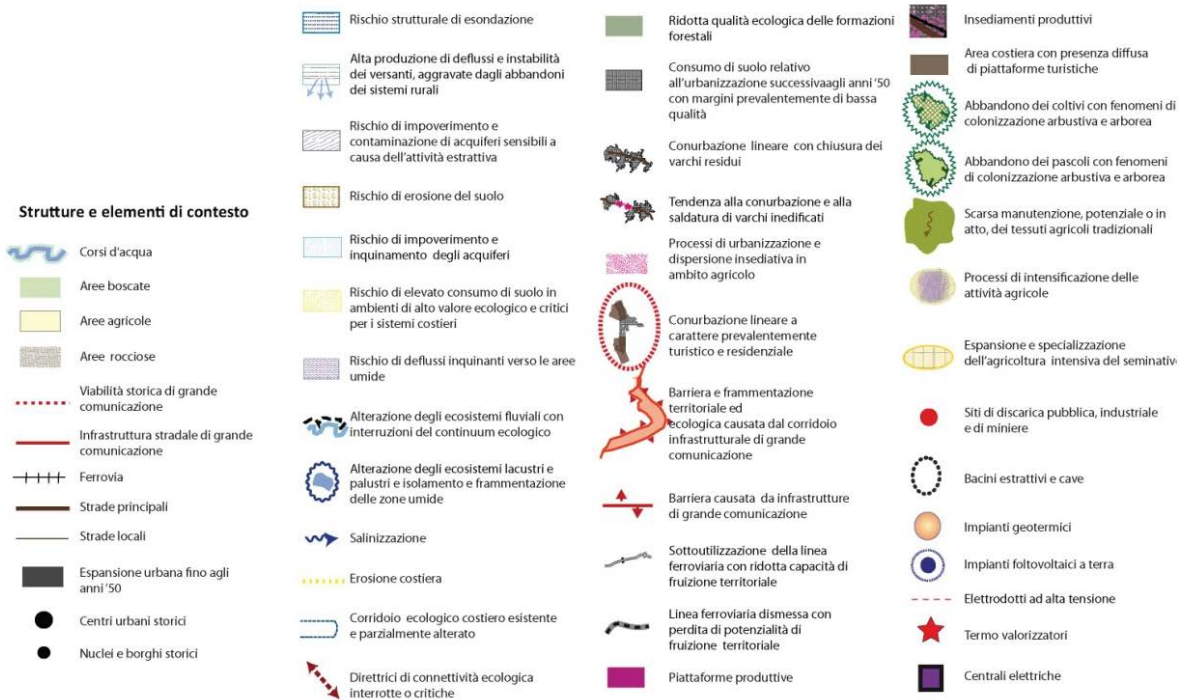 Strutture e elementi di contesto
Corsi d'acqua
Aree boscate
Aree agricole
Aree rocciose
Viabilità storica di grande
comunicazione
Infrastruttura stradale di grande
comunicazione
Ferrovia
Strade principali
Strade locali
Espansione urbana fino agli
anni '50
Centri urbani storici
Nuclei e borghi storici
Rischio strutturale di esondazione
Alta produzione di deflussi e instabilità
dei versanti, aggravate dagli abbandoni
dei sistemi rurali
Rischio di impoverimento e
contaminazione di acquiferi sensibili a
causa dell'attività estrattiva
Rischio di erosione del suolo
Rischio di impoverimento e
inquinamento degli acquiferi
Rischio di elevato consumo di suolo in
ambienti di alto valore ecologico e critici
per i sistemi costieri
Rischio di deflussi inquinanti verso le aree
umide
Alterazione degli ecosistemi fluviali con
interruzioni del continuum ecologico
Alterazione degli ecosistemi lacustri e
palustri e isolamento e frammentazione
delle zone umide
Salinizzazione
Erosione costiera
Corridoio ecologico costiero esistente
e parzialmente alterato
Direttrici di connettività ecologica
interrotte o critiche
Ridotta qualità ecologica delle formazioni
forestali
Consumo di suolo relativo
all'urbanizzazione successivaagli anni '50
con margini prevalentemente di bassa
qualità
Conurbazione lineare con chiusura dei
varchi residui
Tendenza alla conurbazione e alla
saldatura di varchi inedificati
Processi di urbanizzazione e
dispersione insediativa in
ambito agricolo
Conurbazione lineare a
carattere prevalentemente
turistico e residenziale
Barriera e frammentazione
territoriale ed
ecologica causata dal corridoio
infrastrutturale di grande
comunicazione
Barriera causata da infrastrutture
di grande comunicazione
Sottoutilizzazione della linea
ferroviaria con ridotta capacità di
fruizione territoriale
Linea ferroviaria dismessa con
perdita di potenzialità di
fruizione territoriale
Piattaforme produttive
Insediamenti produttivi
Area costiera con presenza diffusa
di piattaforme turistiche
Abbandono dei coltivi con fenomeni di
colonizzazione arbustiva e arborea
Abbandono dei pascoli con fenomeni
di colonizzazione arbustiva e arborea
Scarsa manutenzione, potenziale o in
atto, dei tessuti agricoli tradizionali
Processi di intensificazione delle
attività agricole
Espansione e specializzazione
dell'agricoltura intensiva del seminativ
Siti di discarica pubblica, industriale
e di miniere
Bacini estrattivi e cave
Impianti geotermici
Impianti folltovoltaici a terra
Elettrodotti ad alta tensione
Termo valorizzatori
Centrali elettriche